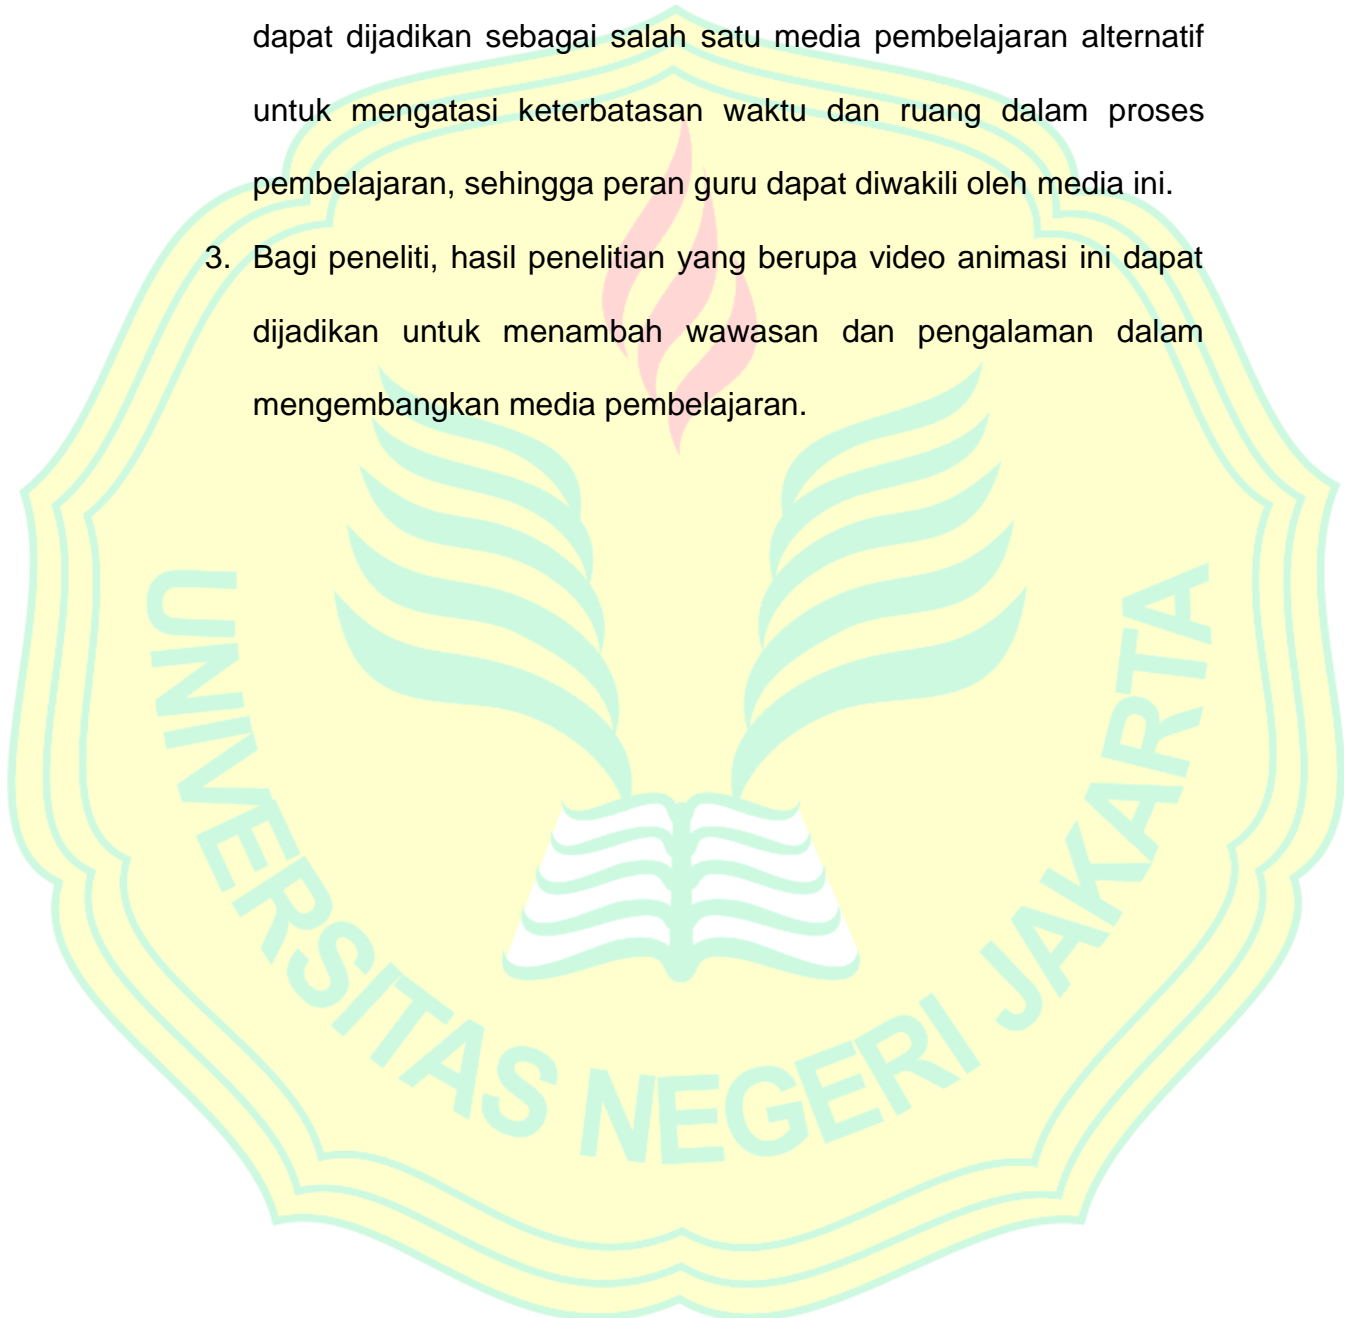 dapat dijadikan sebagai salah satu media pembelajaran alternatif
untuk mengatasi keterbatasan waktu dan ruang dalam proses
pembelajaran, sehingga peran guru dapat diwakili oleh media ini.
3. Bagi peneliti, hasil penelitian yang berupa video animasi ini dapat
dijadikan untuk menambah wawasan dan pengalaman dalam
mengembangkan media pembelajaran.
UNIVERSITAS NEGERI JAKARTA